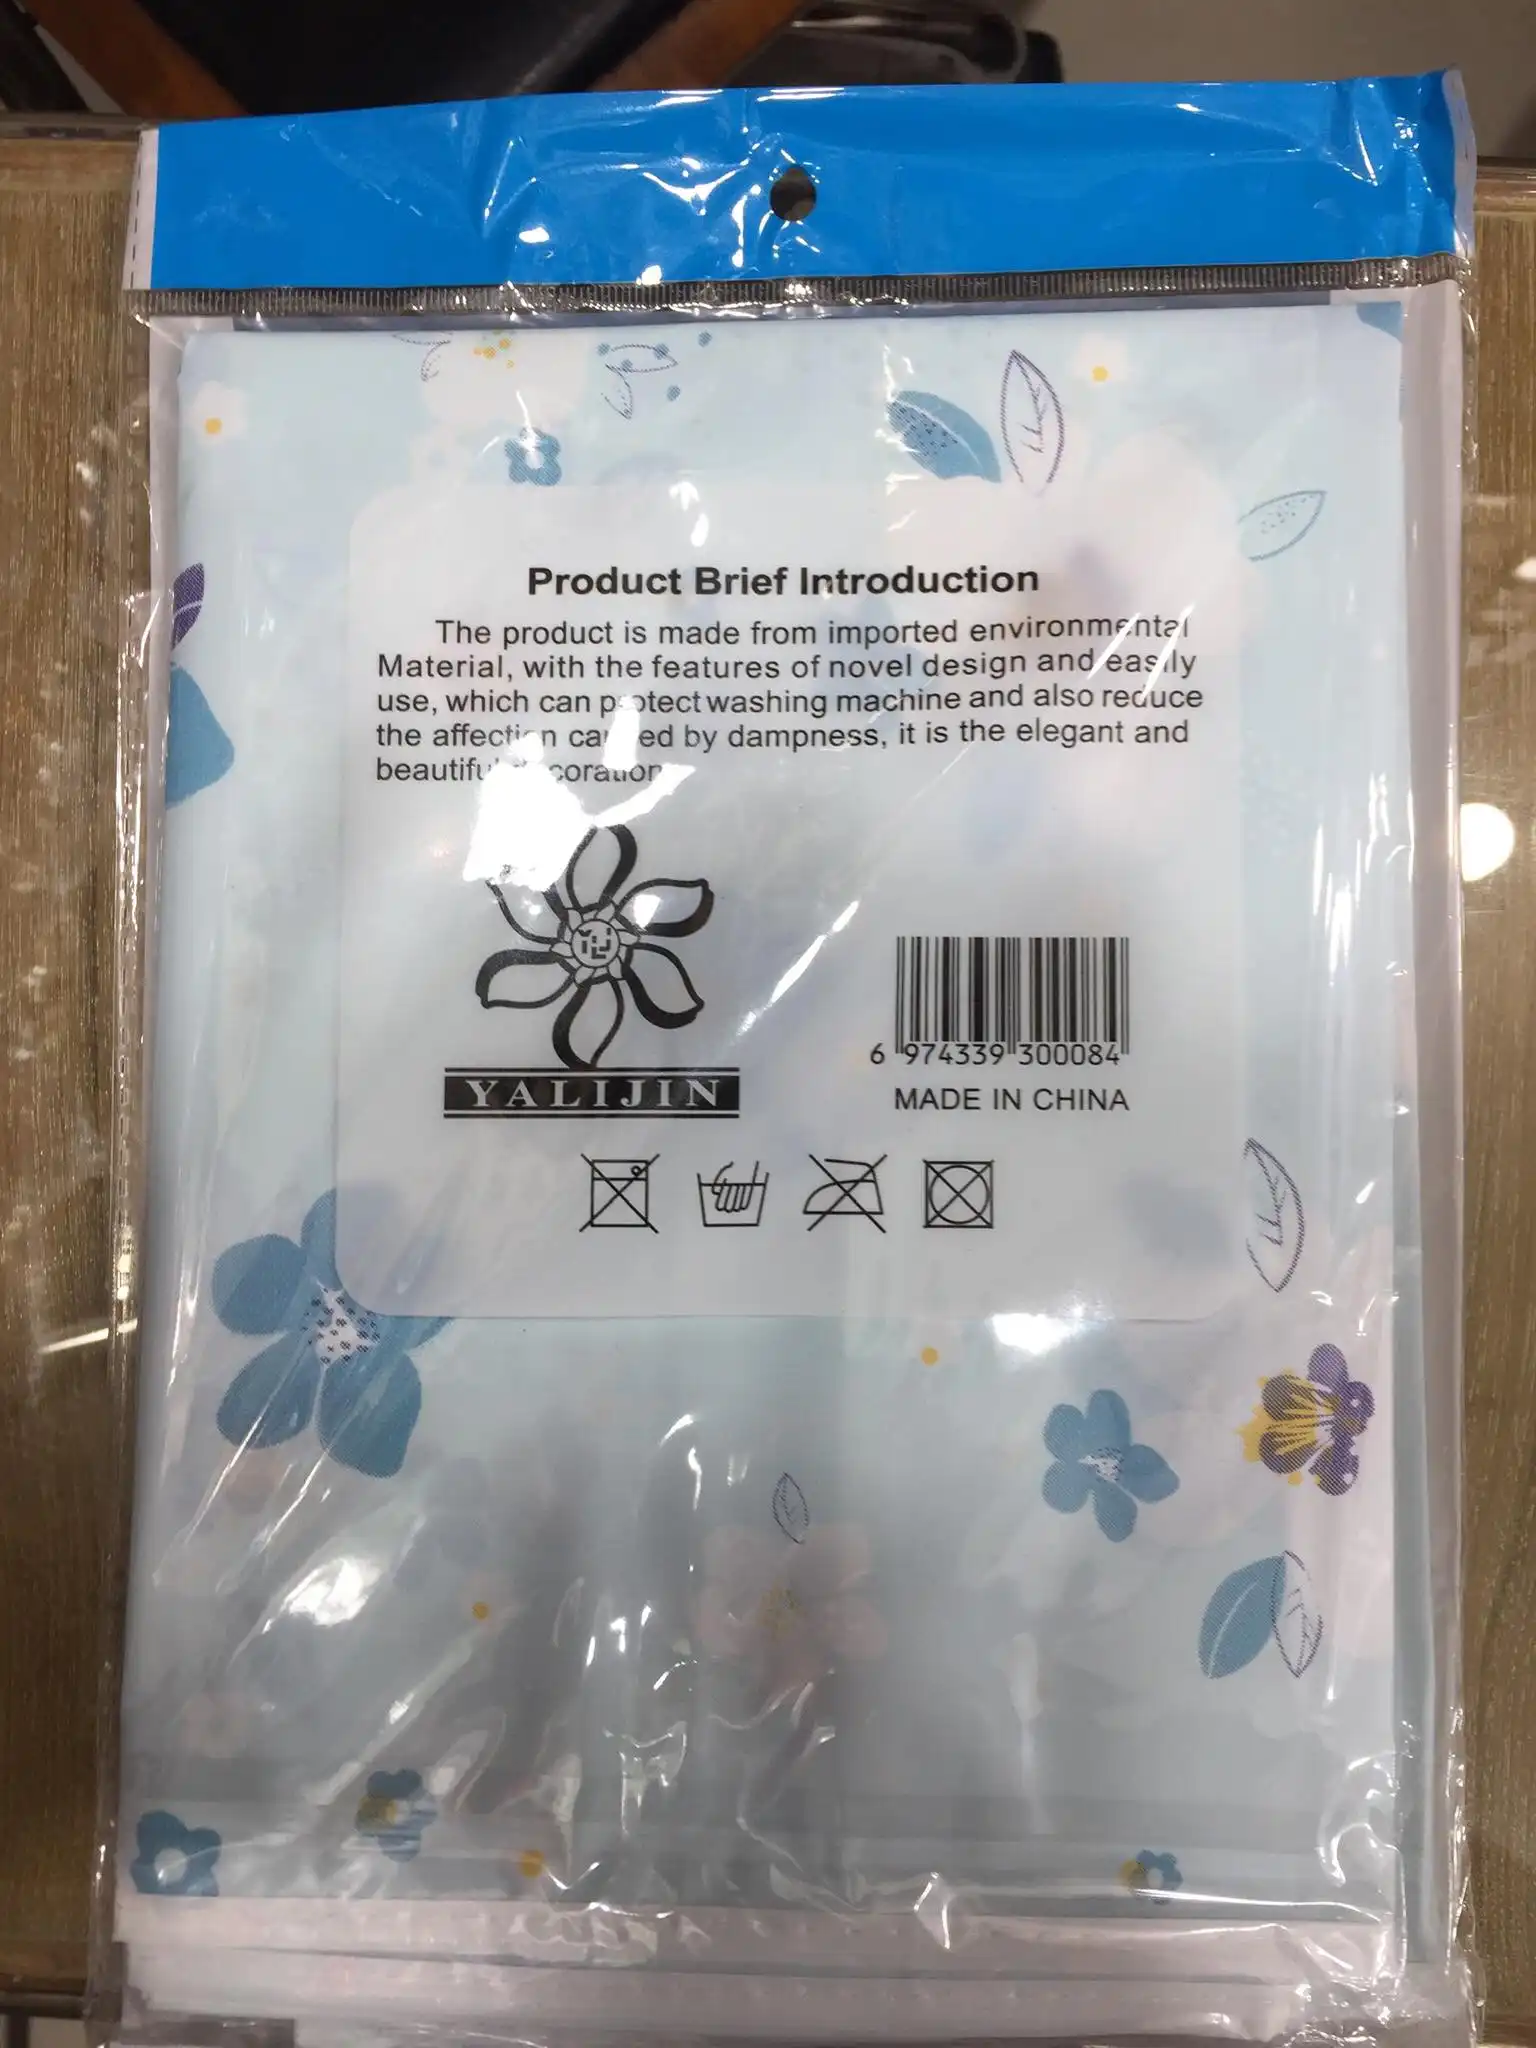 Product Brief Introduction
The product is made from imported environmental
Material, with the features of novel design and easily
use, which can protect washing machine and also reduce
the affection caused by dampness, it is the elegant and
beautiful decoration
YALIJIN
6 974339 300084
MADE IN CHINA